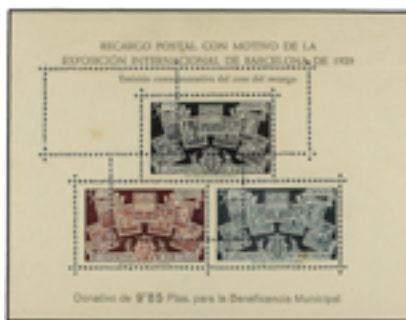 RECARGO POSTAL CON MOTIVO DE LA
EXPOSICIÓN INTERNACIONAL DE BARCELONA DE 1929
Emisión conmemorativa del cese del recargo
Donativo de 9'85 Ptas. para la Beneficencia Municipal